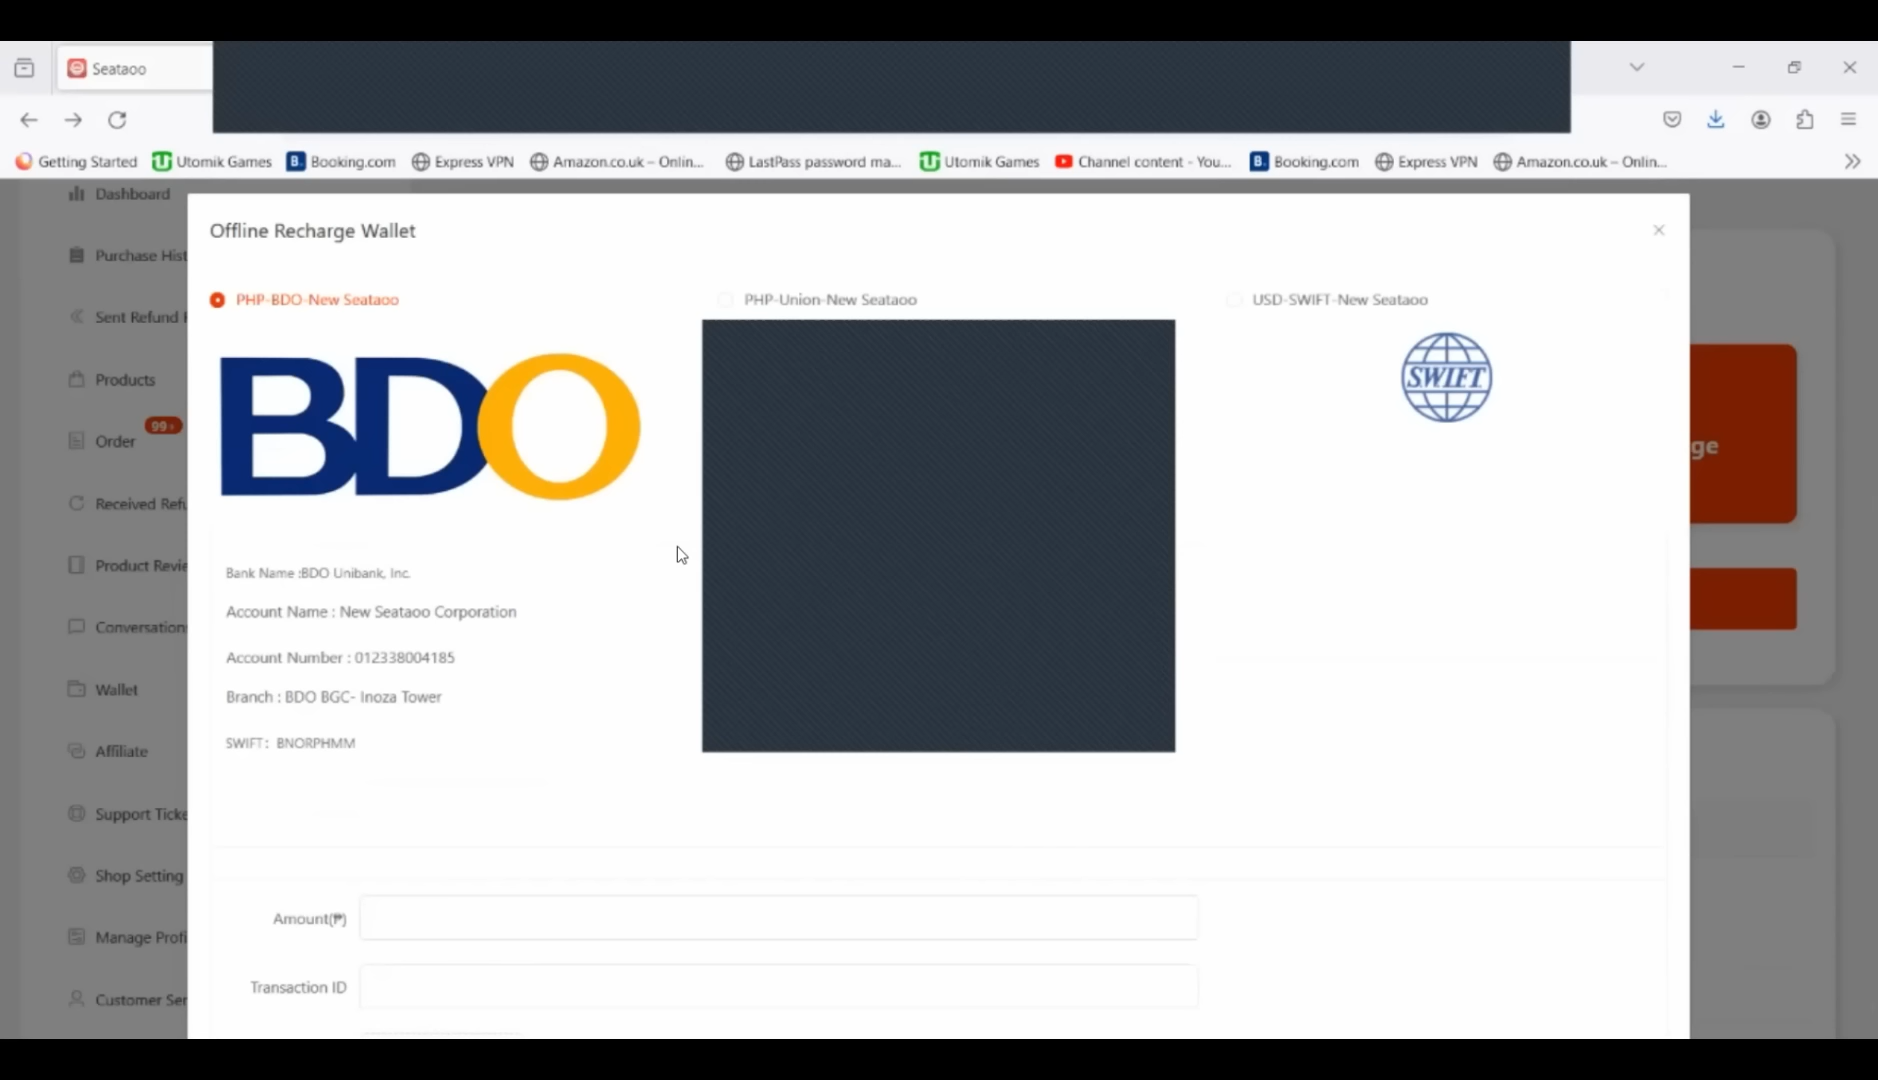 Seataoo
Getting Started Utomik Games B. Booking.com Express VPN Amazon.co.uk – Onlin... LastPass password ma... Utomik Games Channel content - You... B. Booking.com Express VPN Amazon.co.uk – Onlin...
Dashboard
Offline Recharge Wallet
Purchase Hist
PHP-BDO-New Seataoo PHP-Union-New Seataoo USD-SWIFT-New Seataoo
Sent Refund
BDO
SWIFT
Products
99+
Order
ge
Received Refu
Product Revie
Bank Name :BDO Unibank, Inc.
Account Name : New Seataoo Corporation
Conversation
Account Number : 012338004185
Wallet
Branch : BDO BGC- Inoza Tower
SWIFT: BNORPHMM
Affiliate
Support Ticke
Shop Setting
Amount(₱)
Manage Profi
Transaction ID
Customer Ser